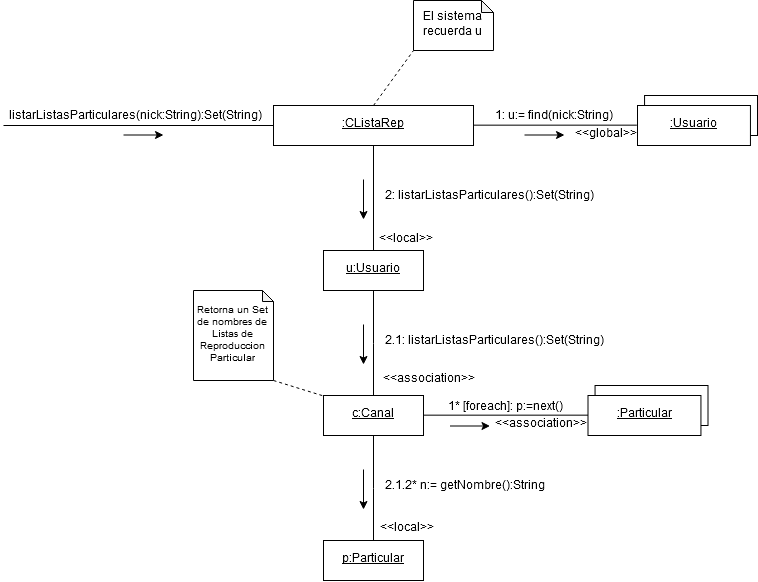 El sistema
recuerda u
listarListasParticulares(nick:String):Set(String)
:CListaRep
1: u:= find(nick:String)
<<global>>
:Usuario
2: listarListasParticulares():Set(String)
<<local>>
u:Usuario
Retorna un Set
de nombres de
Listas de
Reproduccion
Particular
2.1: listarListasParticulares():Set(String)
<<association>>
c:Canal
1* [foreach]: p:=next()
<<association>>
:Particular
2.1.2* n:= getNombre():String
<<local>>
p:Particular